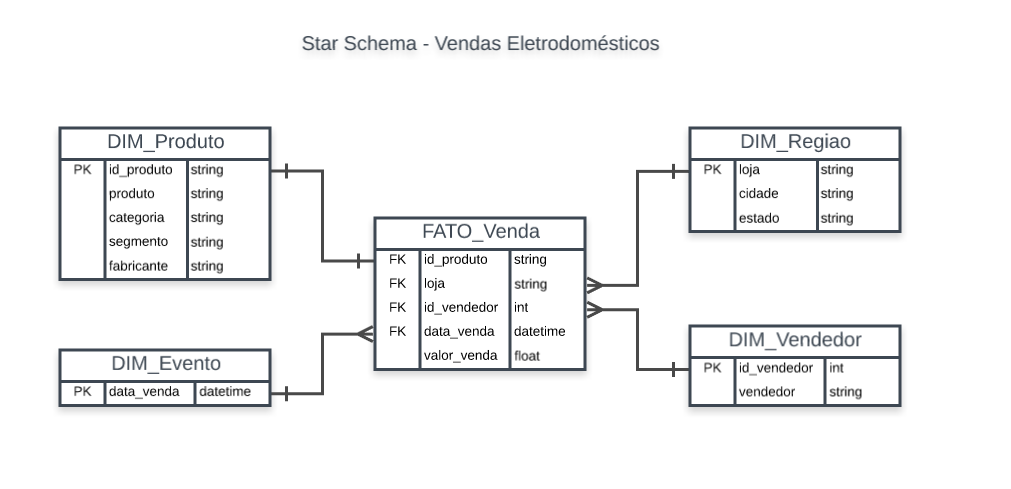 Star Schema - Vendas Eletrodomésticos
DIM_Produto
PK id_produto string
produto string
categoria string
segmento string
fabricante string
DIM_Regiao
PK loja string
cidade string
estado string
FATO_Venda
FK id_produto string
FK loja string
FK id_vendedor int
FK data_venda datetime
valor_venda float
DIM_Evento
PK data_venda datetime
DIM_Vendedor
PK id_vendedor int
vendedor string